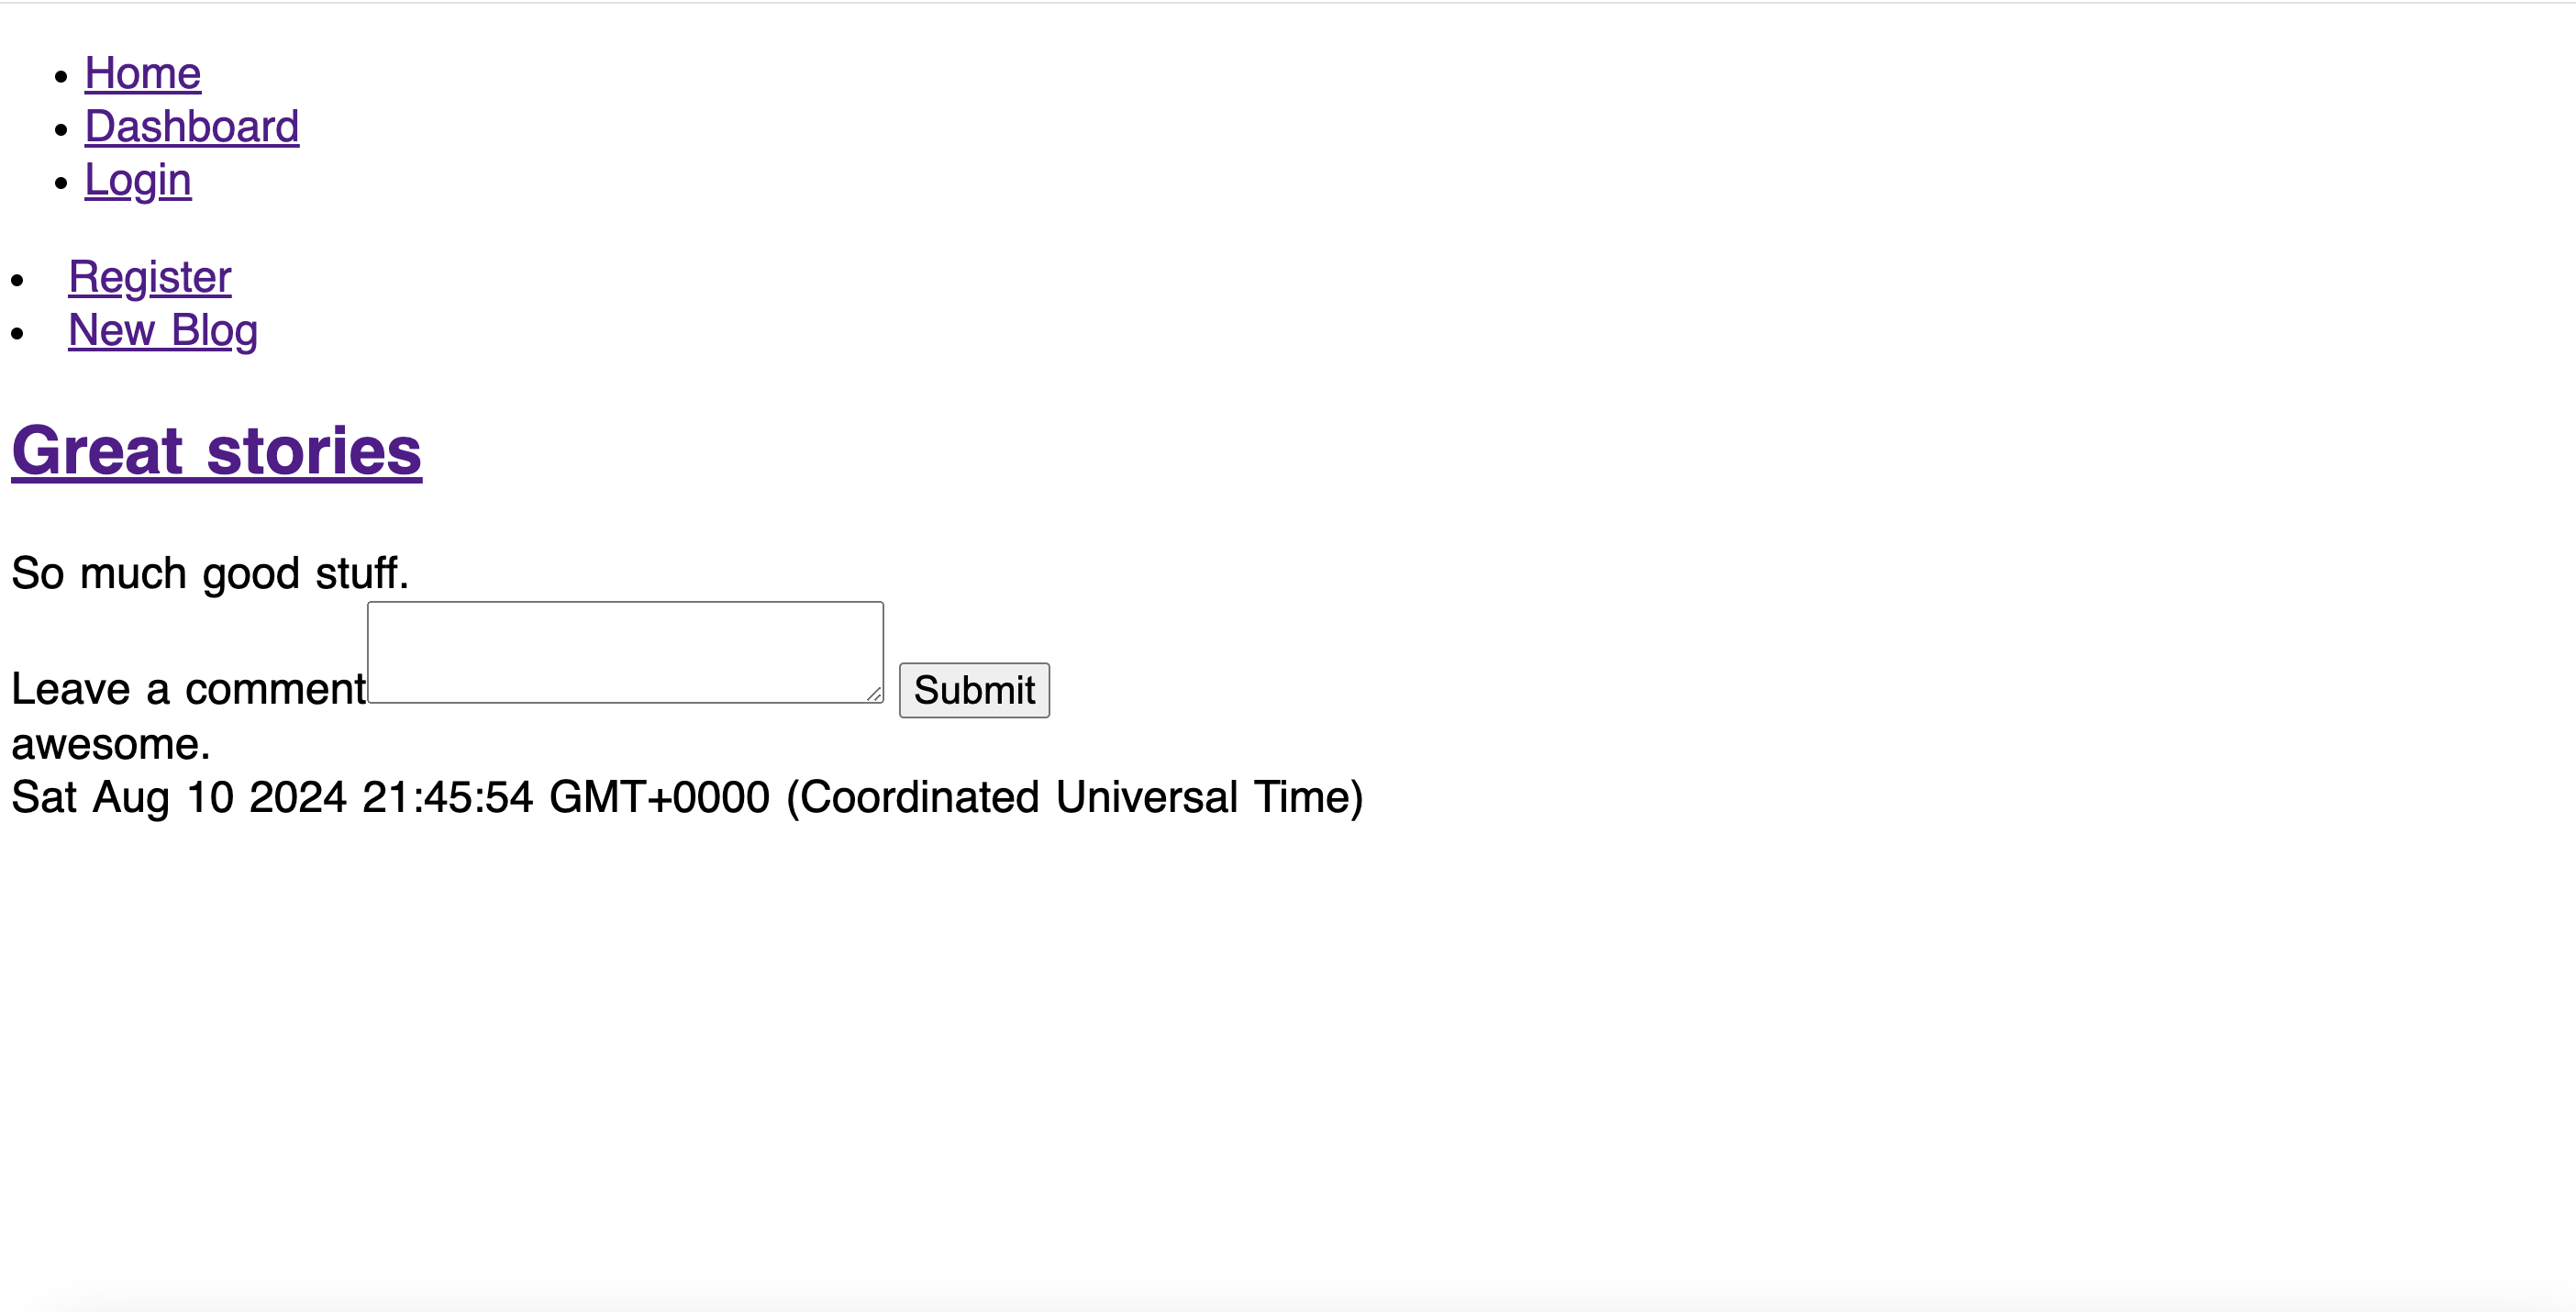 Home
Dashboard
Login
Register
New Blog
Great stories
So much good stuff.
Leave a comment Submit
awesome.
Sat Aug 10 2024 21:45:54 GMT+0000 (Coordinated Universal Time)